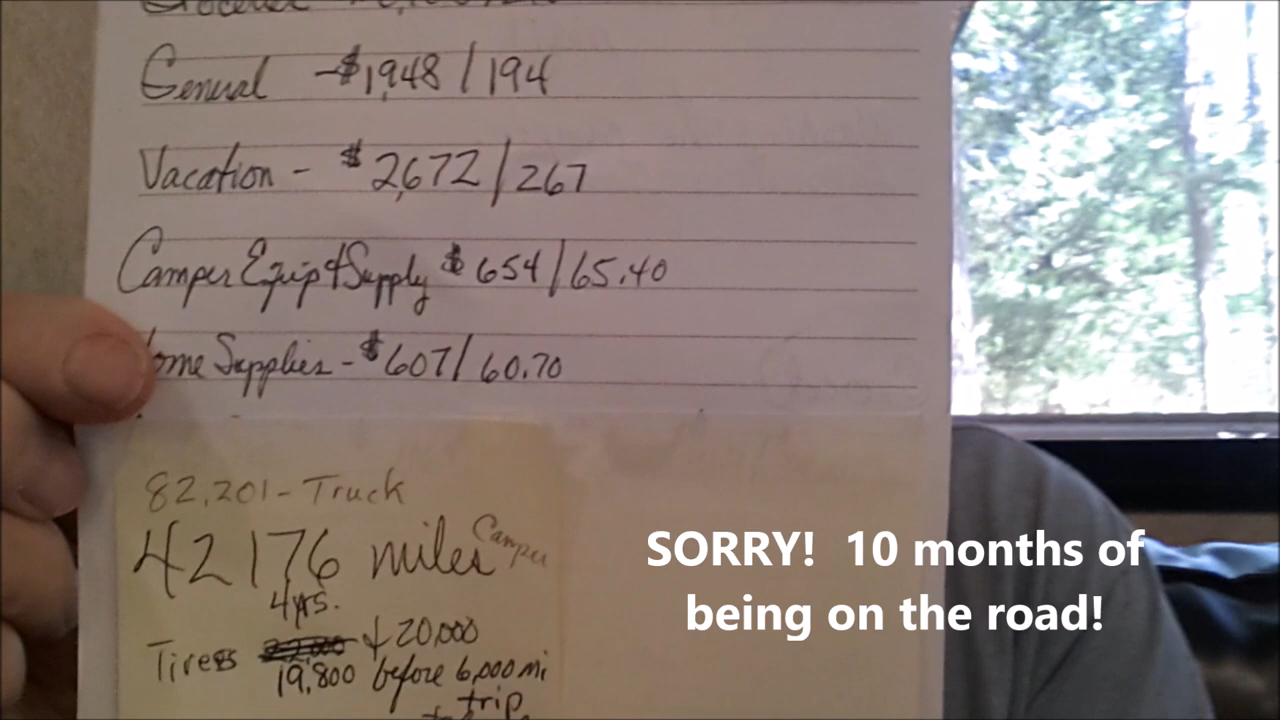 General - $1,948 / 194
Vacation - $2,672 / 267
Camper Equip & Supply $654 / 65.40
Home Supplies - $607 / 60.70
82,201 - Truck
42176 miles Camper
4 yrs.
Tires 20,000
19,800 before 6,000 mi
trip
SORRY! 10 months of
being on the road!